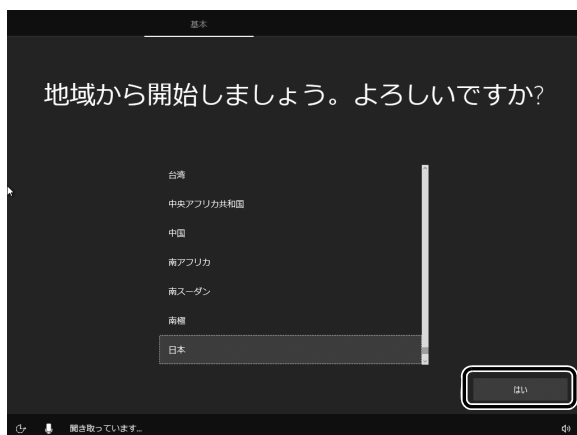 基本
地域から開始しましょう。よろしいですか?
台湾
中央アフリカ共和国
中国
南アフリカ
南スーダン
南極
日本
はい
聞き取っています...